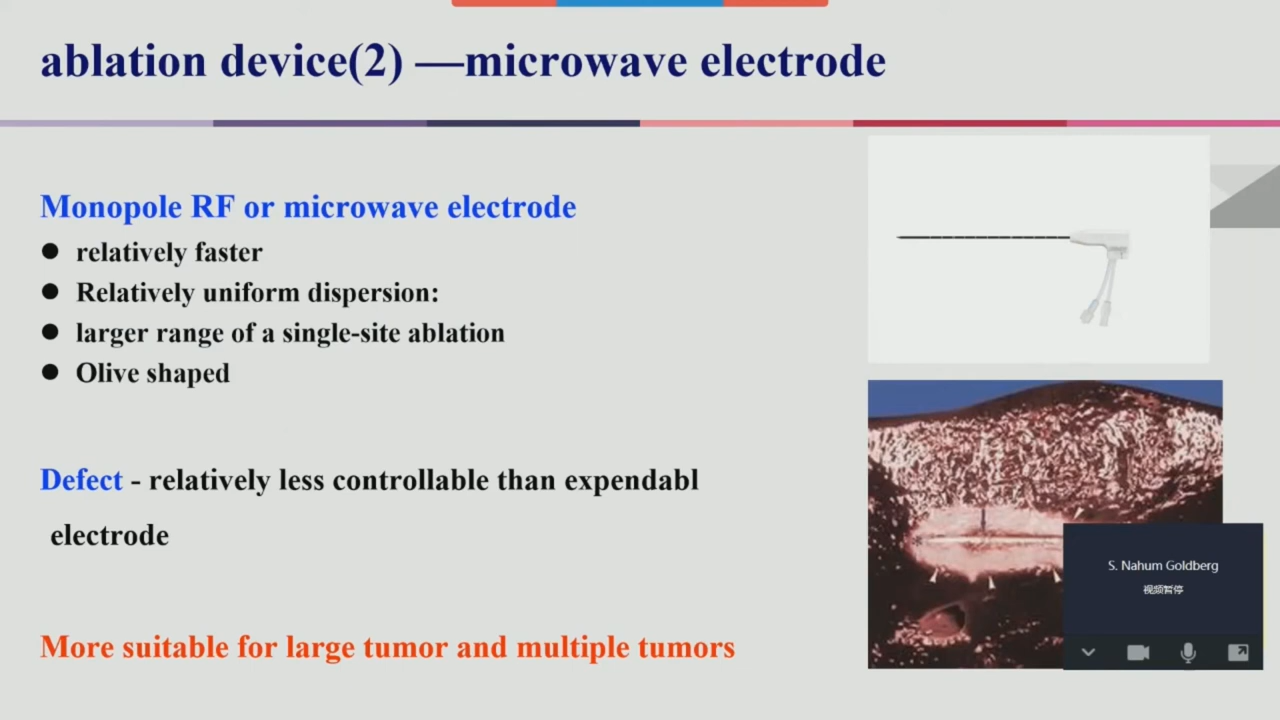 ablation device(2) —microwave electrode
Monopole RF or microwave electrode
● relatively faster
● Relatively uniform dispersion:
● larger range of a single-site ablation
● Olive shaped
Defect - relatively less controllable than expendabl
electrode
More suitable for large tumor and multiple tumors
S. Nahum Goldberg
视频暂停